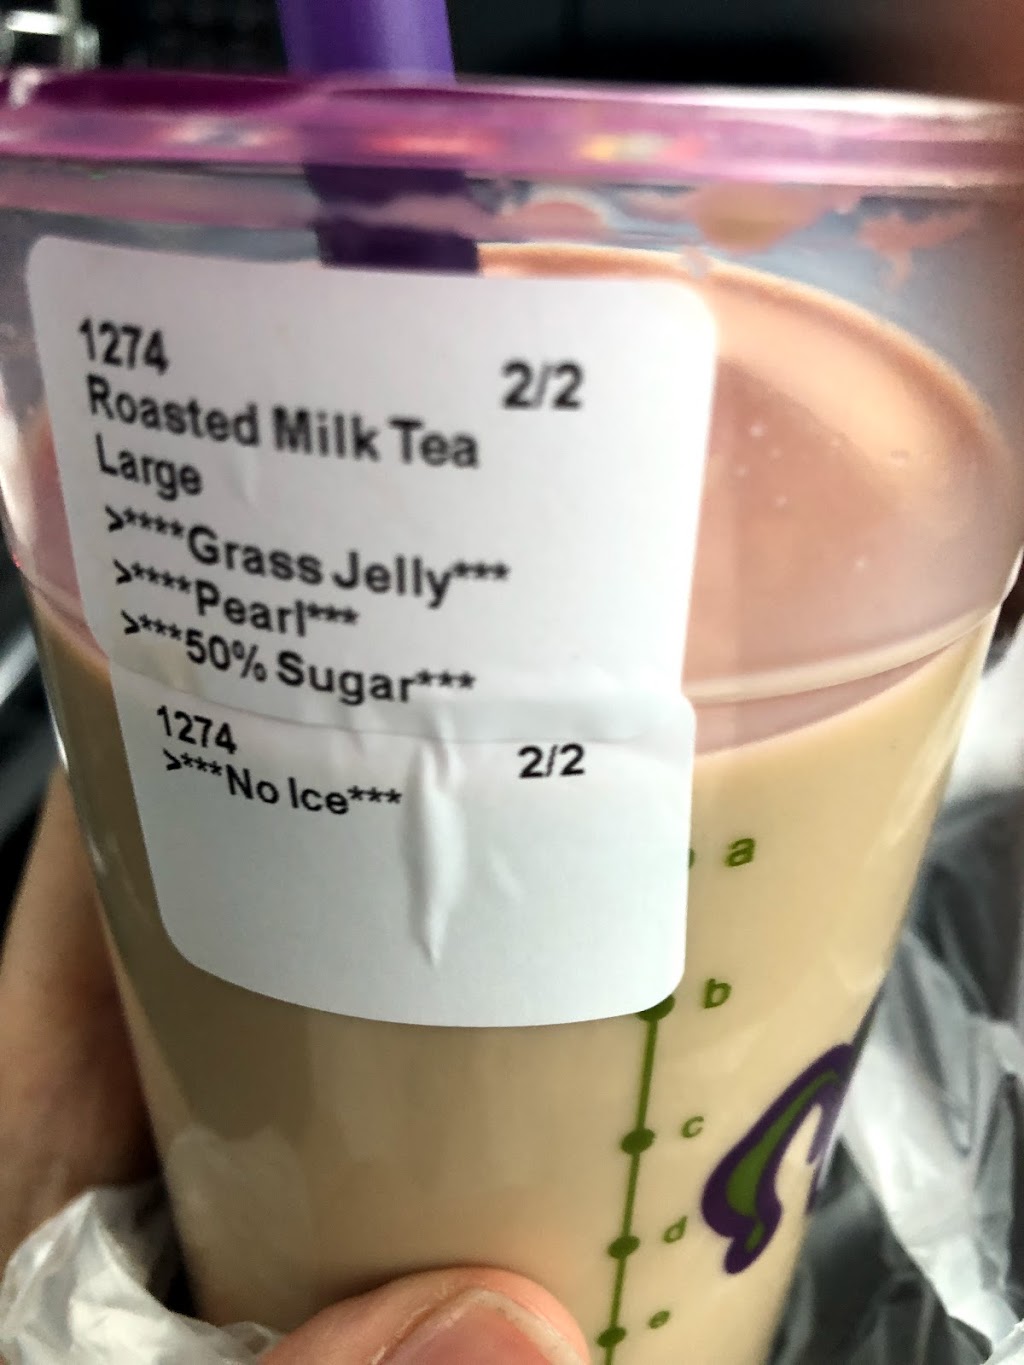 1274
2/2
Roasted Milk Tea
Large
>****Grass Jelly***
>****Pearl***
>***50% Sugar***
1274
2/2
>***No Ice***
a
b
c
d
e